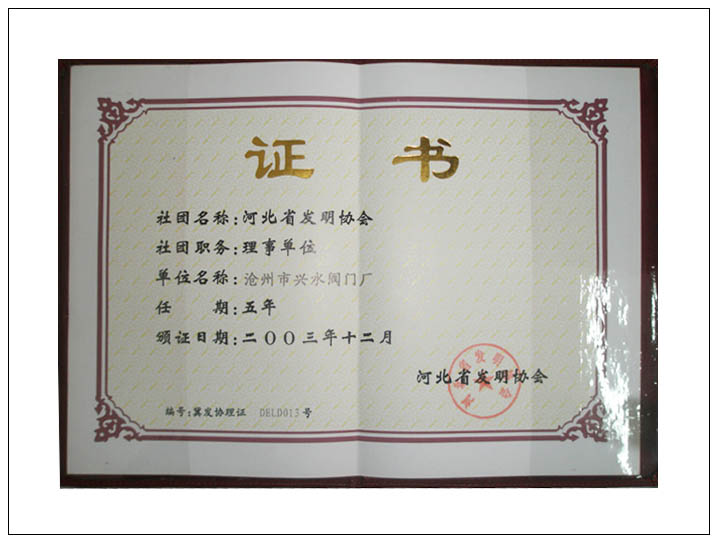 证 书
社团名称:河北省发明协会
社团职务:理事单位
单位名称:沧州市兴水阀门厂
任 期:五年
颁证日期:二OO三年十二月
河北省发明协会
编号:冀发协理证 DELD013号